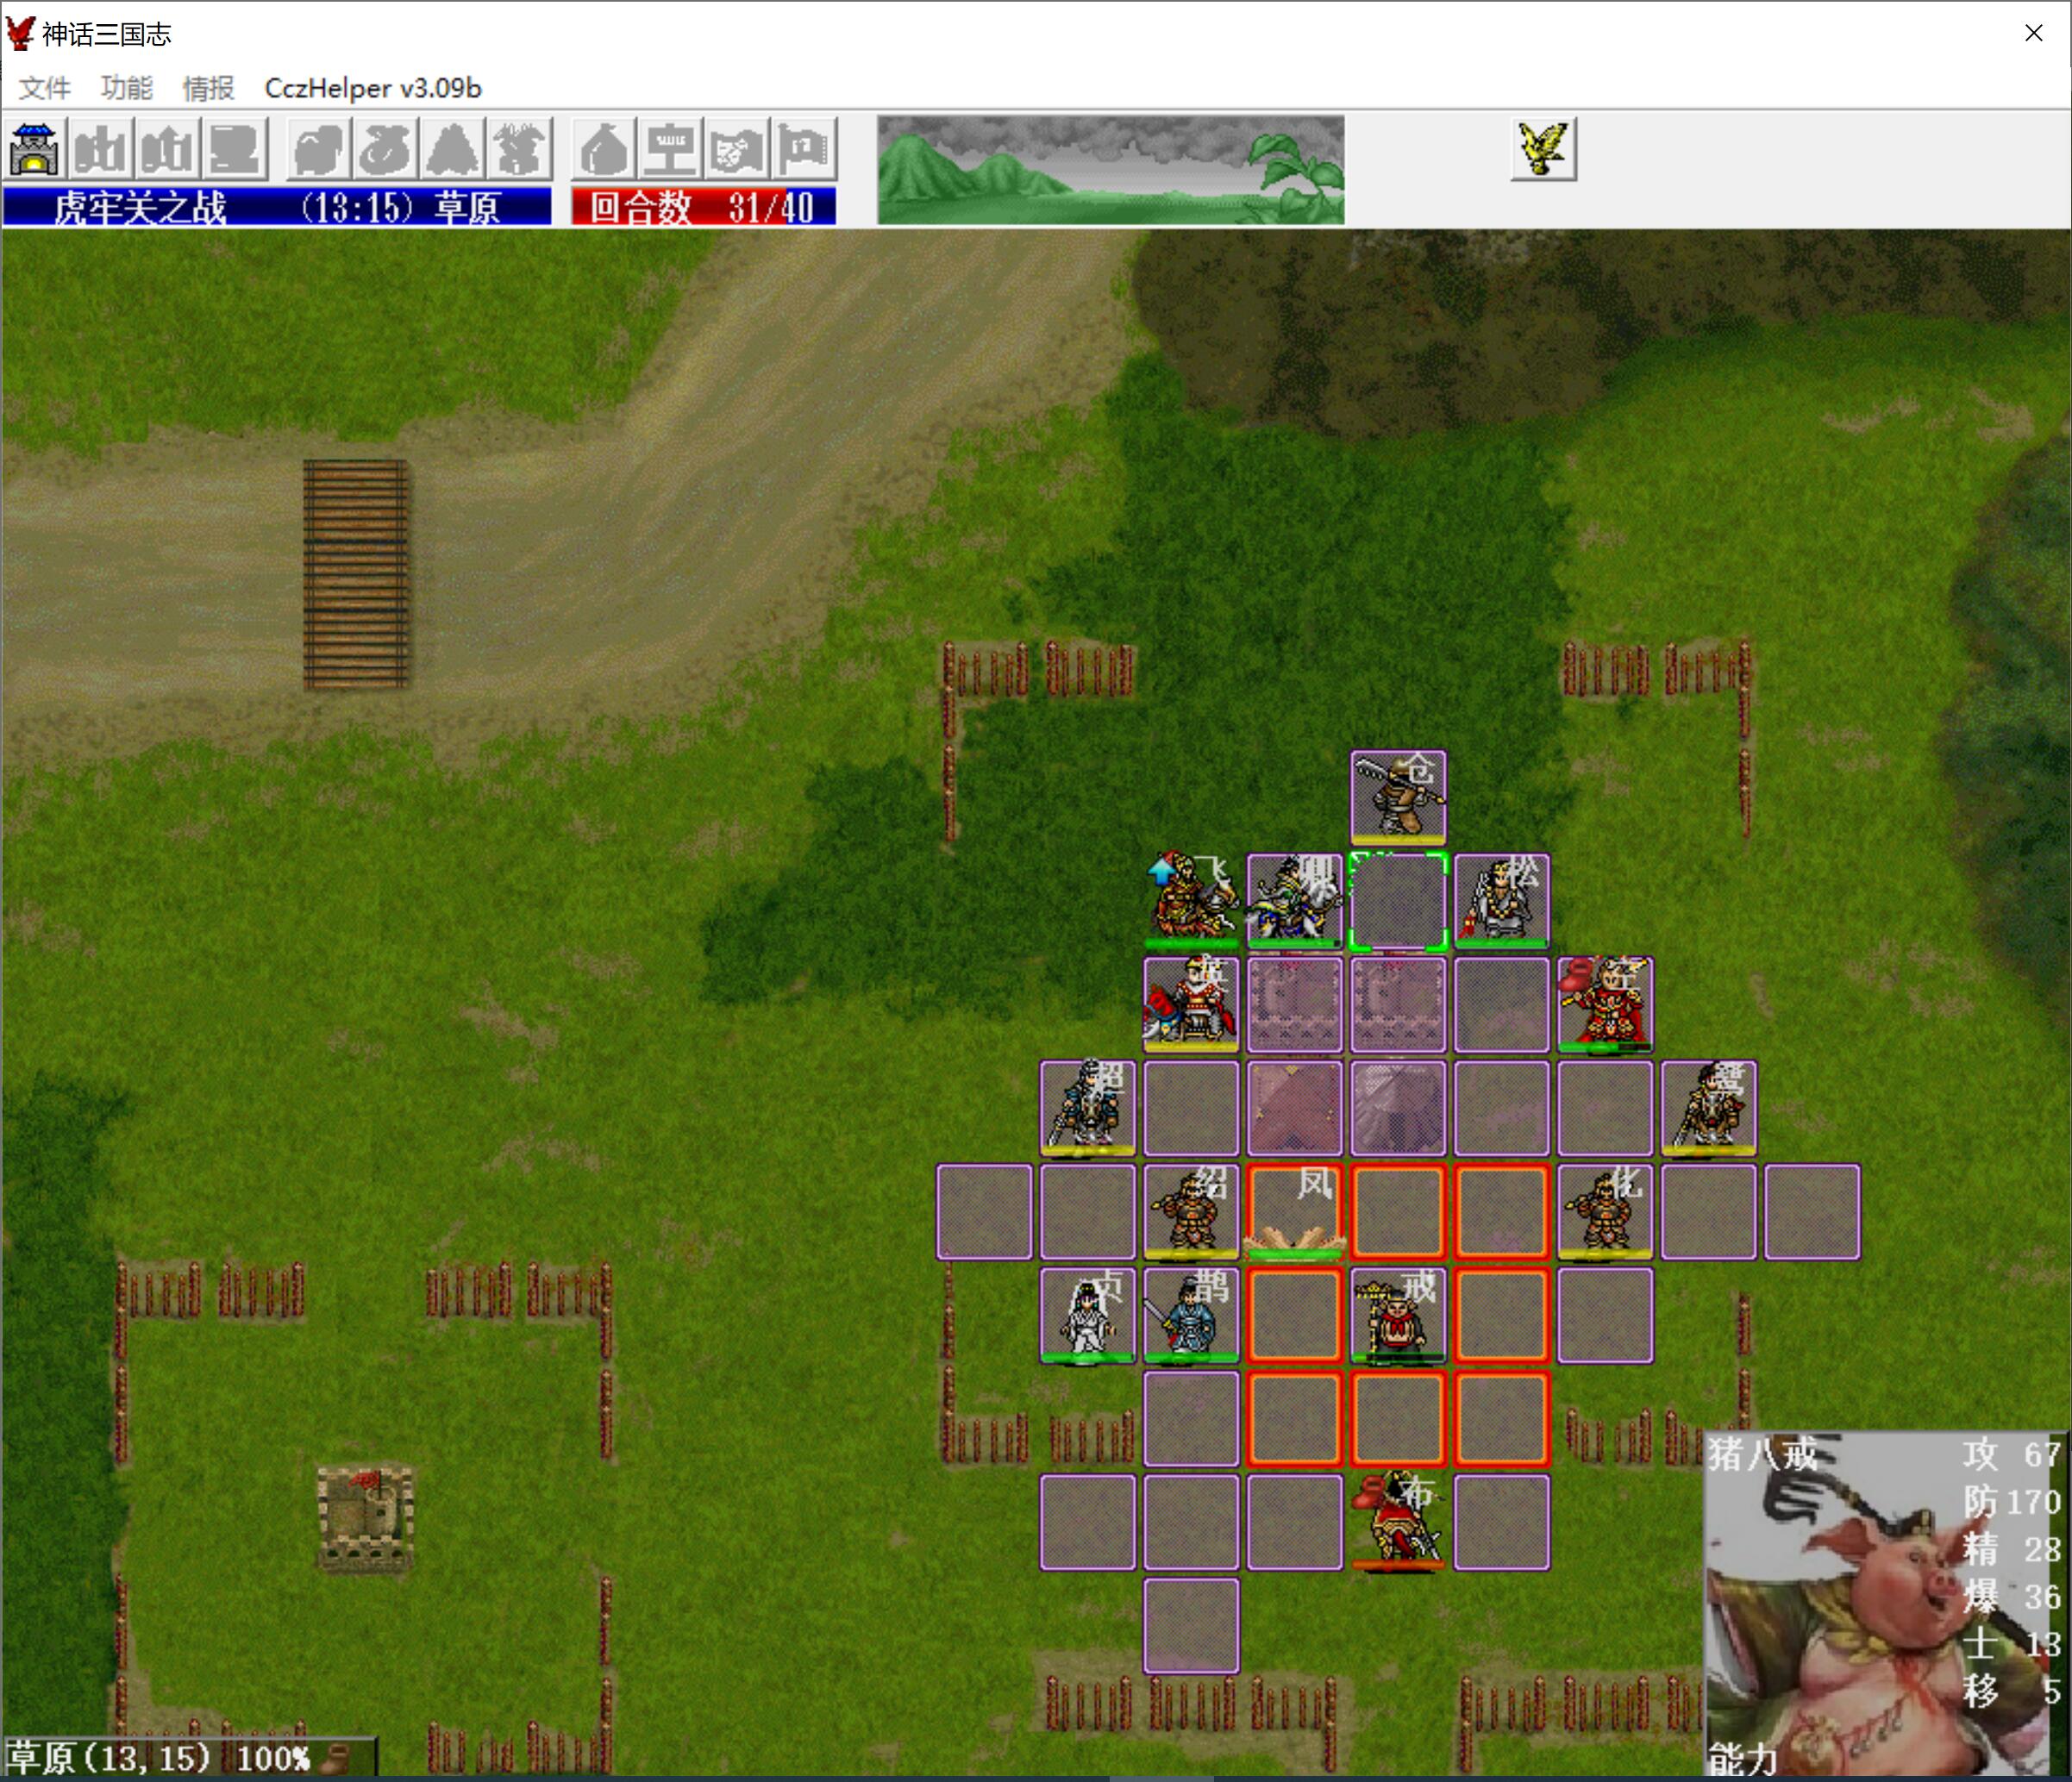 神话三国志
文件 功能 情报 CczHelper v3.09b
虎牢关之战 (13:15) 草原 回合数 31/40
仓
飞 卿 松
英 空
超 鹭
绍 凤 化
贞 鹊 戒
布
猪八戒 攻 67
防 170
精 28
爆 36
士 13
移 5
能力
草原(13,15) 100%